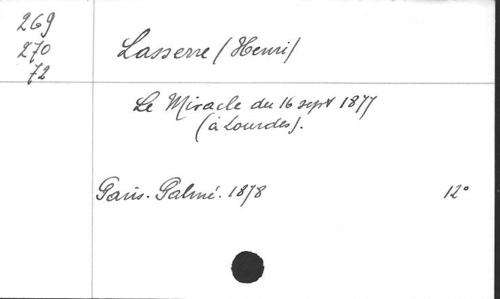 269
270
72
Lasserre (Henri)
Le Miracle du 16 sept 1877
(à Lourdes).
Paris. Palmé. 1878 12°